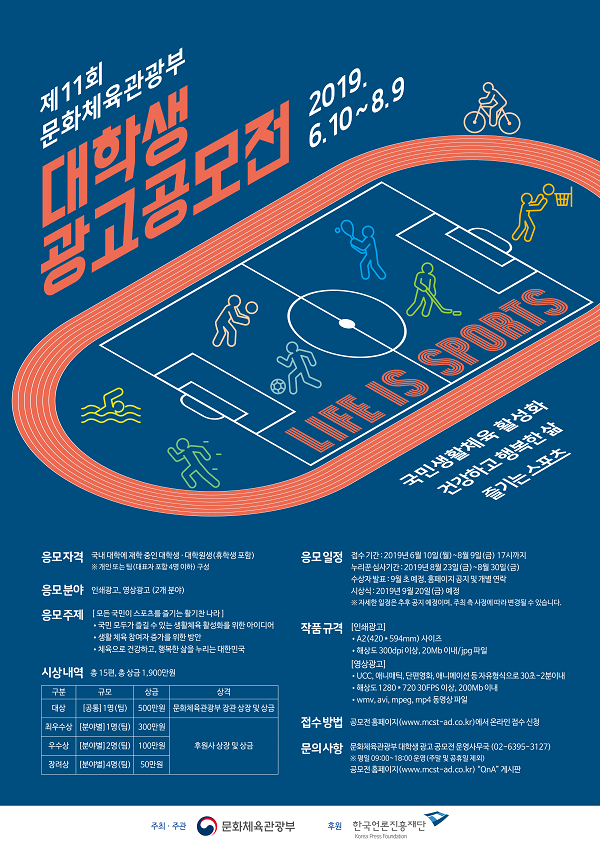 제11회
문화체육관광부
대학생
광고공모전
2019.
6.10~8.9
LIFE IS SPORTS
국민생활체육 활성화
건강하고 행복한 삶
즐기는 스포츠
응모자격 국내 대학에 재학 중인 대학생·대학원생(휴학생 포함)
※ 개인 또는 팀(대표자 포함 4명 이하) 구성
응모분야 인쇄광고, 영상광고 (2개 분야)
응모주제 [ 모든 국민이 스포츠를 즐기는 활기찬 나라 ]
• 국민 모두가 즐길 수 있는 생활체육 활성화를 위한 아이디어
• 생활 체육 참여자 증가를 위한 방안
• 체육으로 건강하고, 행복한 삶을 누리는 대한민국
시상내역 총 15편, 총 상금 1,900만원
구분 규모 상금 상격
대상 [공통] 1명(팀) 500만원 문화체육관광부 장관 상장 및 상금
최우수상 [분야별]1명(팀) 300만원
우수상 [분야별]2명(팀) 100만원 후원사 상장 및 상금
장려상 [분야별]4명(팀) 50만원
응모일정 접수 기간 : 2019년 6월 10일(월)~8월 9일(금) 17시까지
누리꾼 심사기간 : 2019년 8월 23일(금)~8월 30일(금)
수상자 발표 : 9월 초 예정, 홈페이지 공지 및 개별 연락
시상식 : 2019년 9월 20일(금) 예정
※ 자세한 일정은 추후 공지 예정이며, 주최 측 사정에 따라 변경될 수 있습니다.
작품규격 [인쇄광고]
• A2(420*594mm) 사이즈
• 해상도 300dpi 이상, 20Mb 이내/jpg 파일
[영상광고]
• UCC, 애니매틱, 단편영화, 애니메이션 등 자유형식으로 30초~2분이내
• 해상도 1280*720 30FPS 이상, 200Mb 이내
• wmv, avi, mpeg, mp4 동영상 파일
접수방법 공모전 홈페이지(www.mcst-ad.co.kr)에서 온라인 접수 신청
문의사항 문화체육관광부 대학생 광고 공모전 운영사무국 (02-6395-3127)
※ 평일 09:00~18:00 운영 (주말 및 공휴일 제외)
공모전 홈페이지(www.mcst-ad.co.kr) "QnA" 게시판
주최·주관 문화체육관광부 후원 한국언론진흥재단
Korea Press Foundation